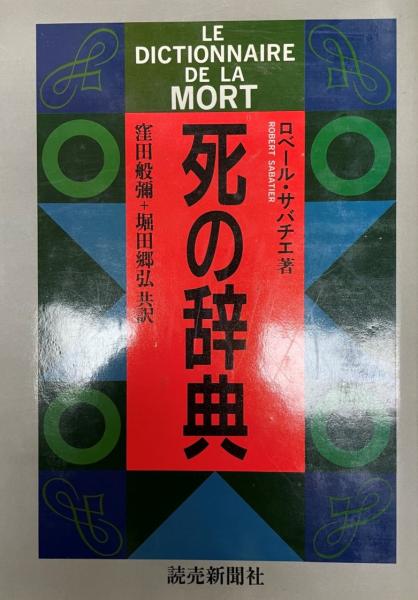 LE
DICTIONNAIRE
DE LA
MORT
ロベール・サバチエ著
ROBERT SABATIER
死の辞典
窪田般彌+堀田郷弘共訳
読売新聞社